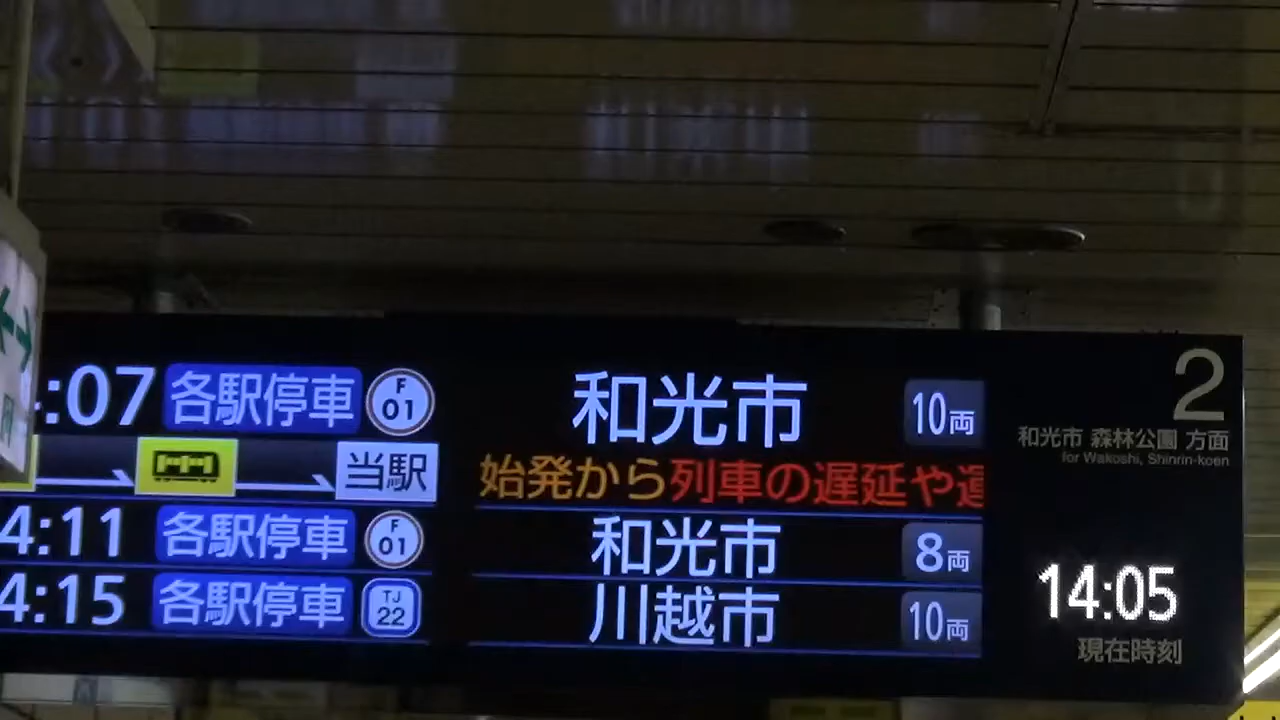 :07 各駅停車 F 01 和光市 10両
当駅 始発から列車の遅延や運
4:11 各駅停車 F 01 和光市 8両
4:15 各駅停車 TJ 22 川越市 10両
2
和光市 森林公園 方面
for Wakoshi, Shinrin-koen
14:05
現在時刻